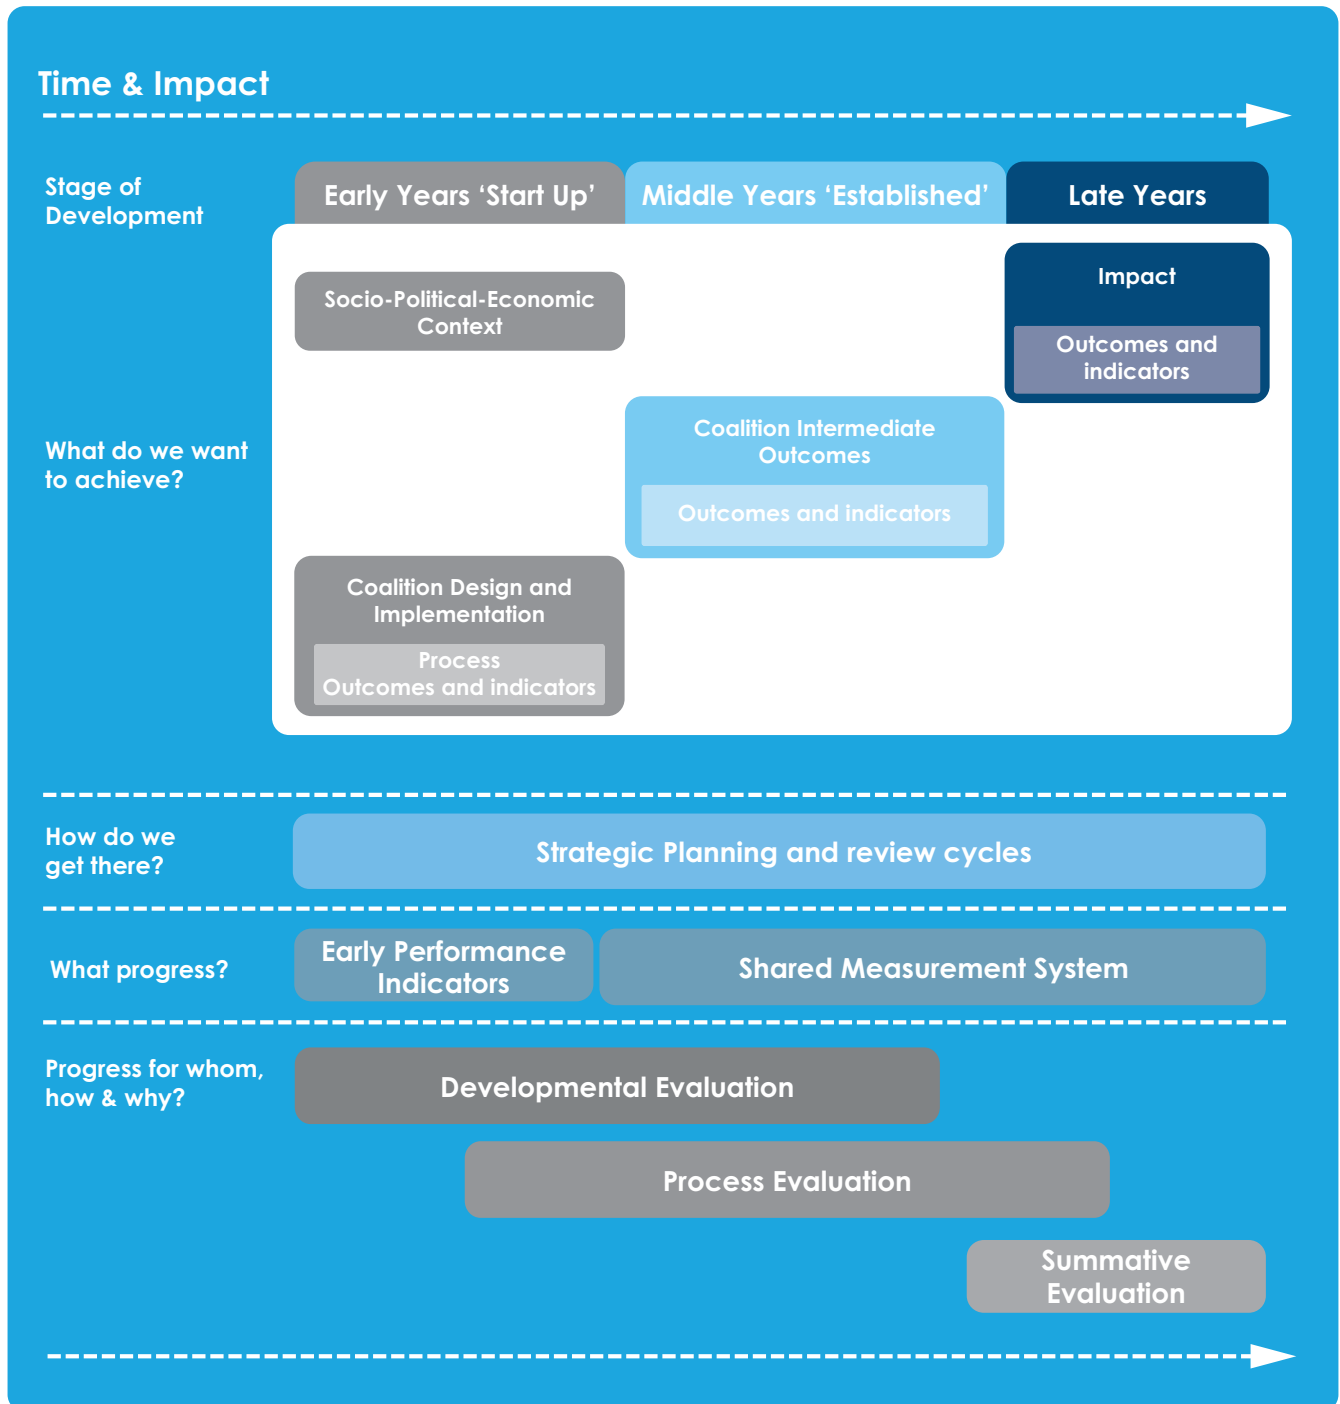 Time & Impact
Stage of
Development
Early Years ‘Start Up’
Middle Years ‘Established’
Late Years
Socio-Political-Economic
Context
Impact
Outcomes and
indicators
What do we want
to achieve?
Coalition Intermediate
Outcomes
Outcomes and indicators
Coalition Design and
Implementation
Process
Outcomes and indicators
How do we
get there?
Strategic Planning and review cycles
What progress?
Early Performance
Indicators
Shared Measurement System
Progress for whom,
how & why?
Developmental Evaluation
Process Evaluation
Summative
Evaluation